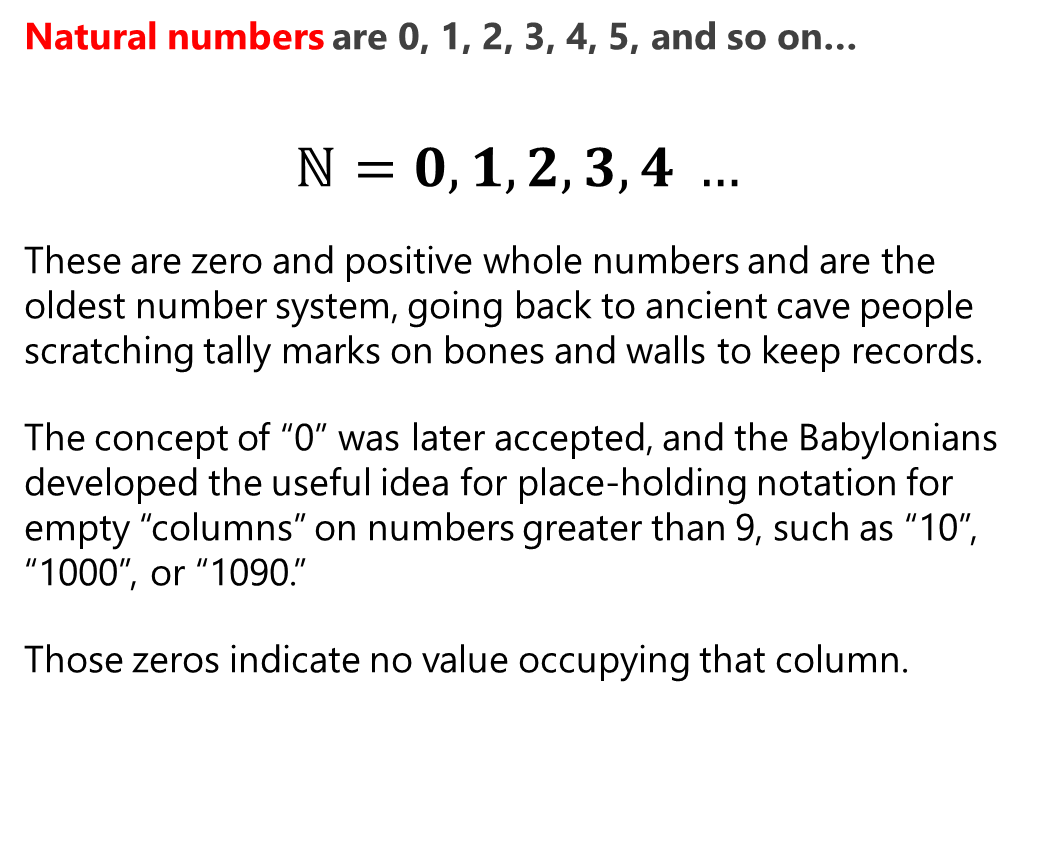 Natural numbers are 0, 1, 2, 3, 4, 5, and so on…
ℕ = 0, 1, 2, 3, 4 …
These are zero and positive whole numbers and are the
oldest number system, going back to ancient cave people
scratching tally marks on bones and walls to keep records.
The concept of “0” was later accepted, and the Babylonians
developed the useful idea for place-holding notation for
empty “columns” on numbers greater than 9, such as “10”,
“1000”, or “1090.”
Those zeros indicate no value occupying that column.